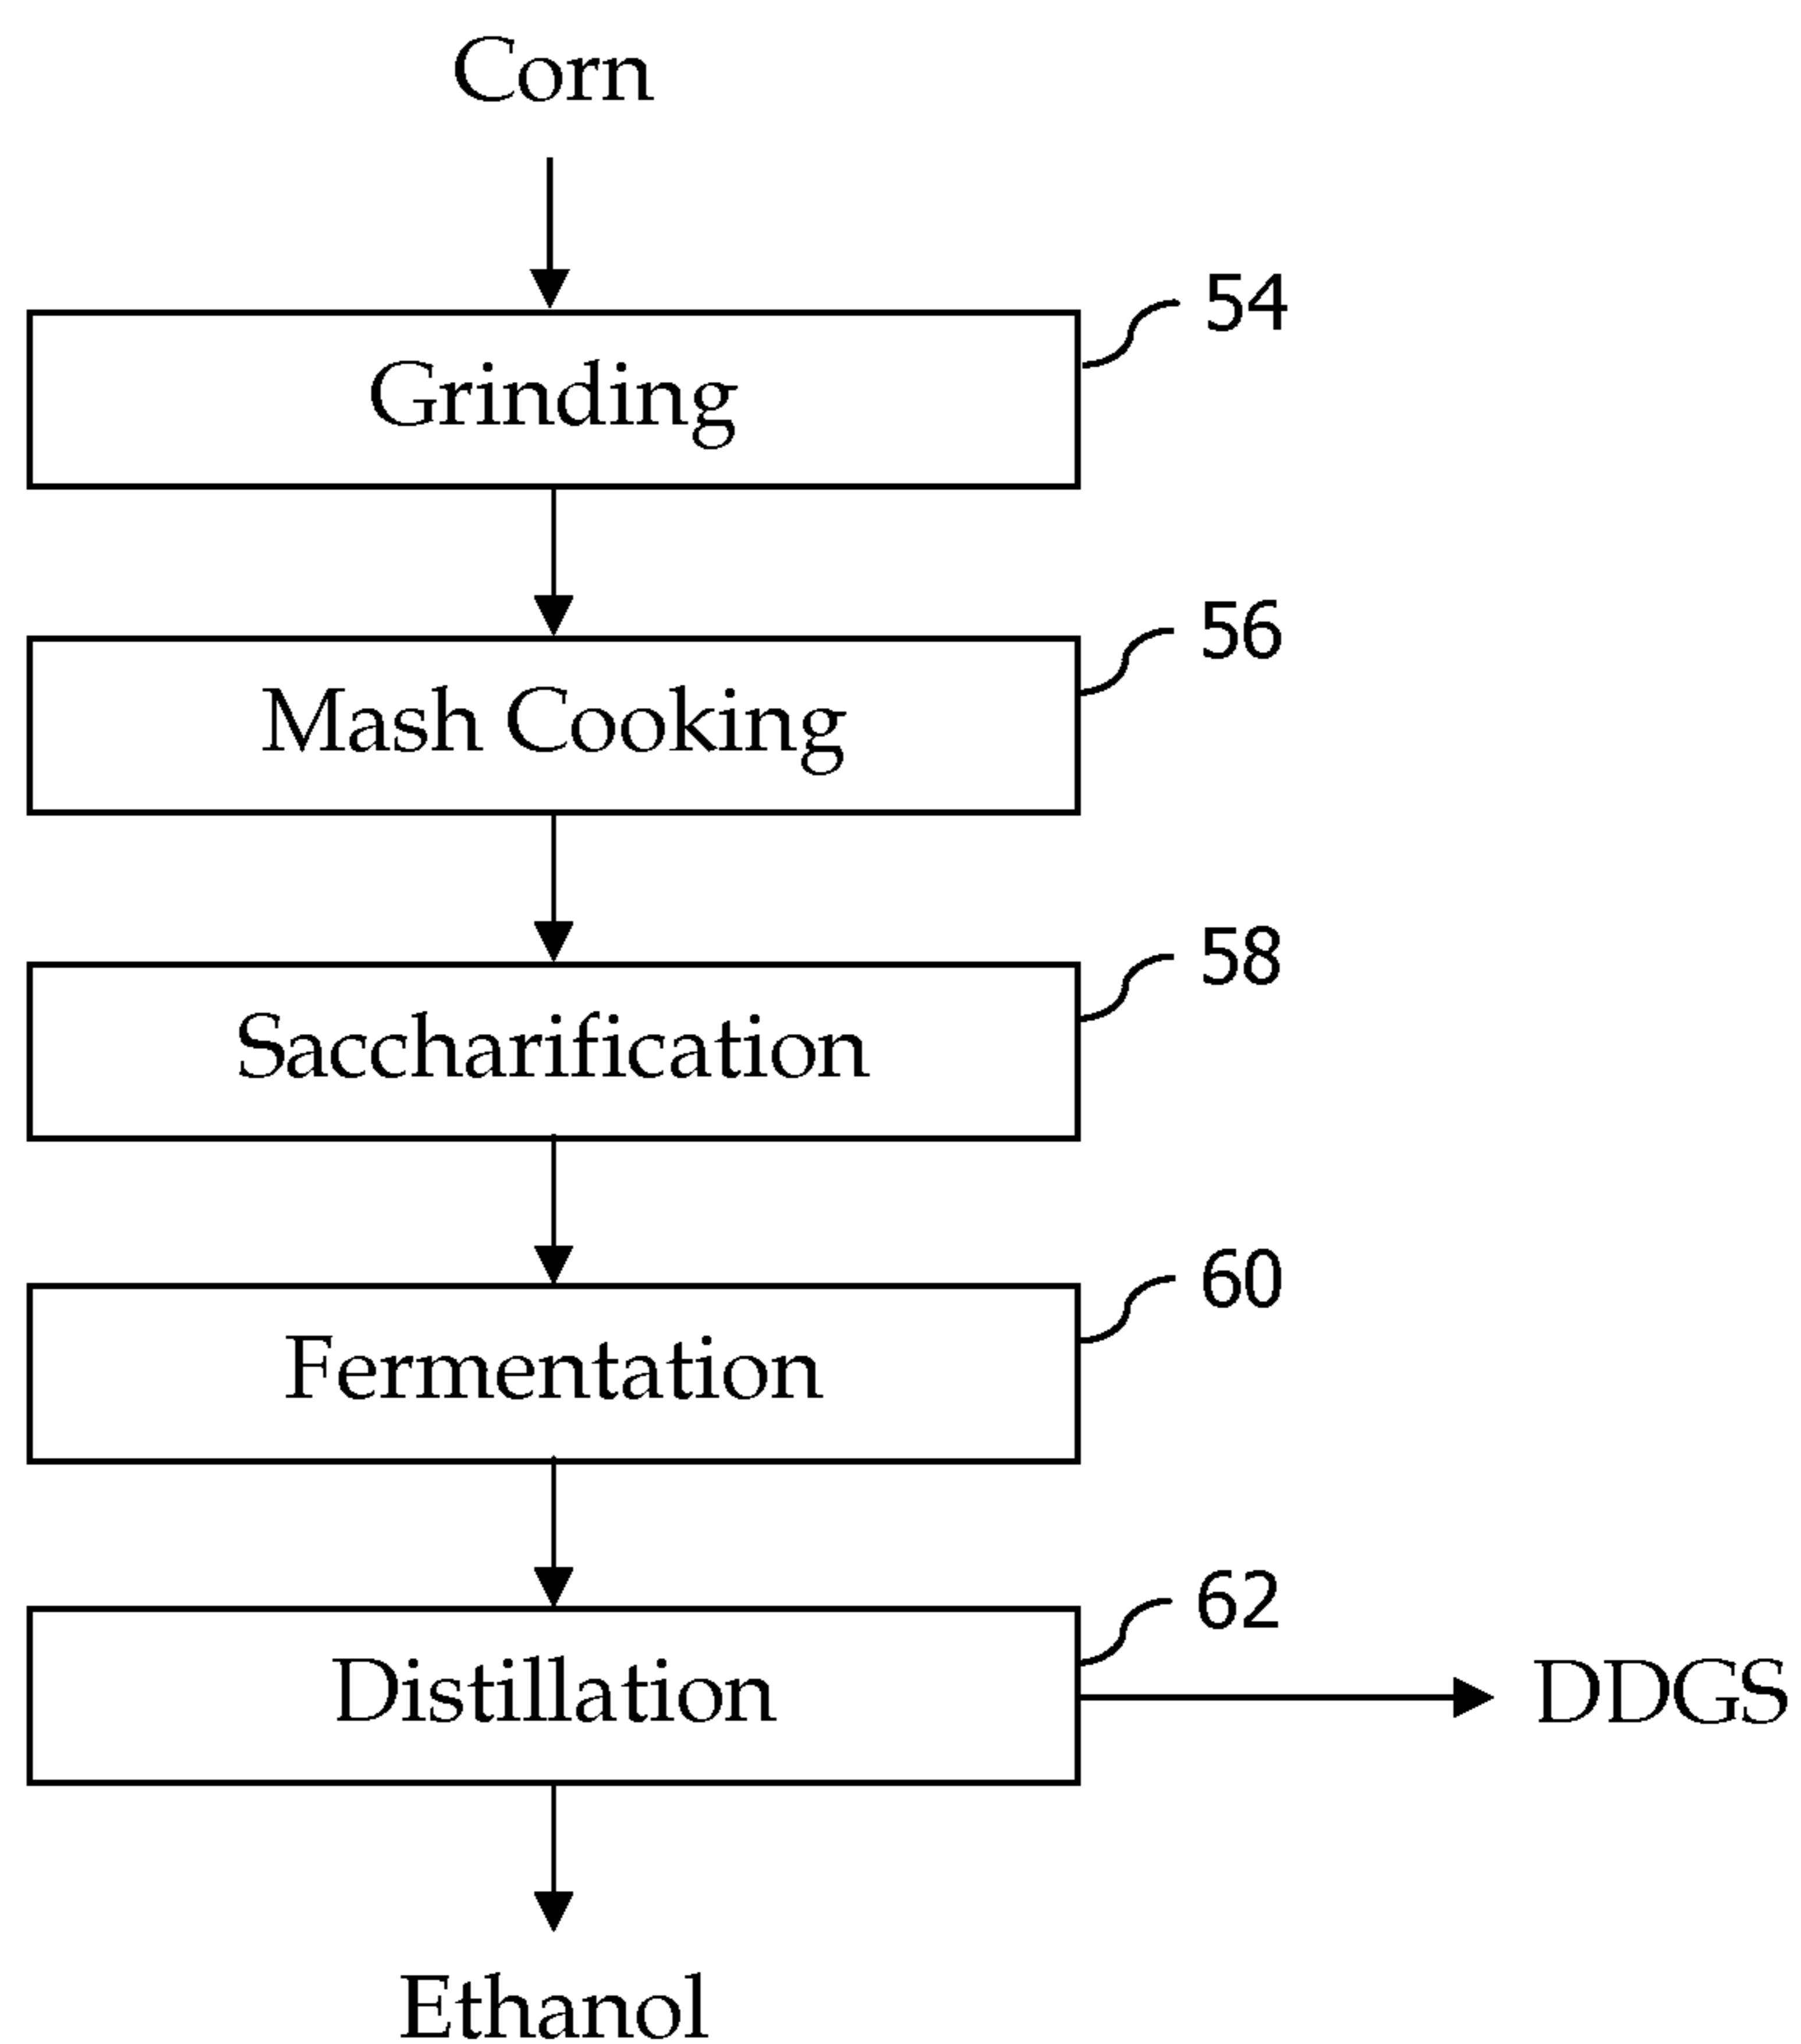 Corn
54
Grinding
56
Mash Cooking
58
Saccharification
60
Fermentation
62
Distillation
DDGS
Ethanol